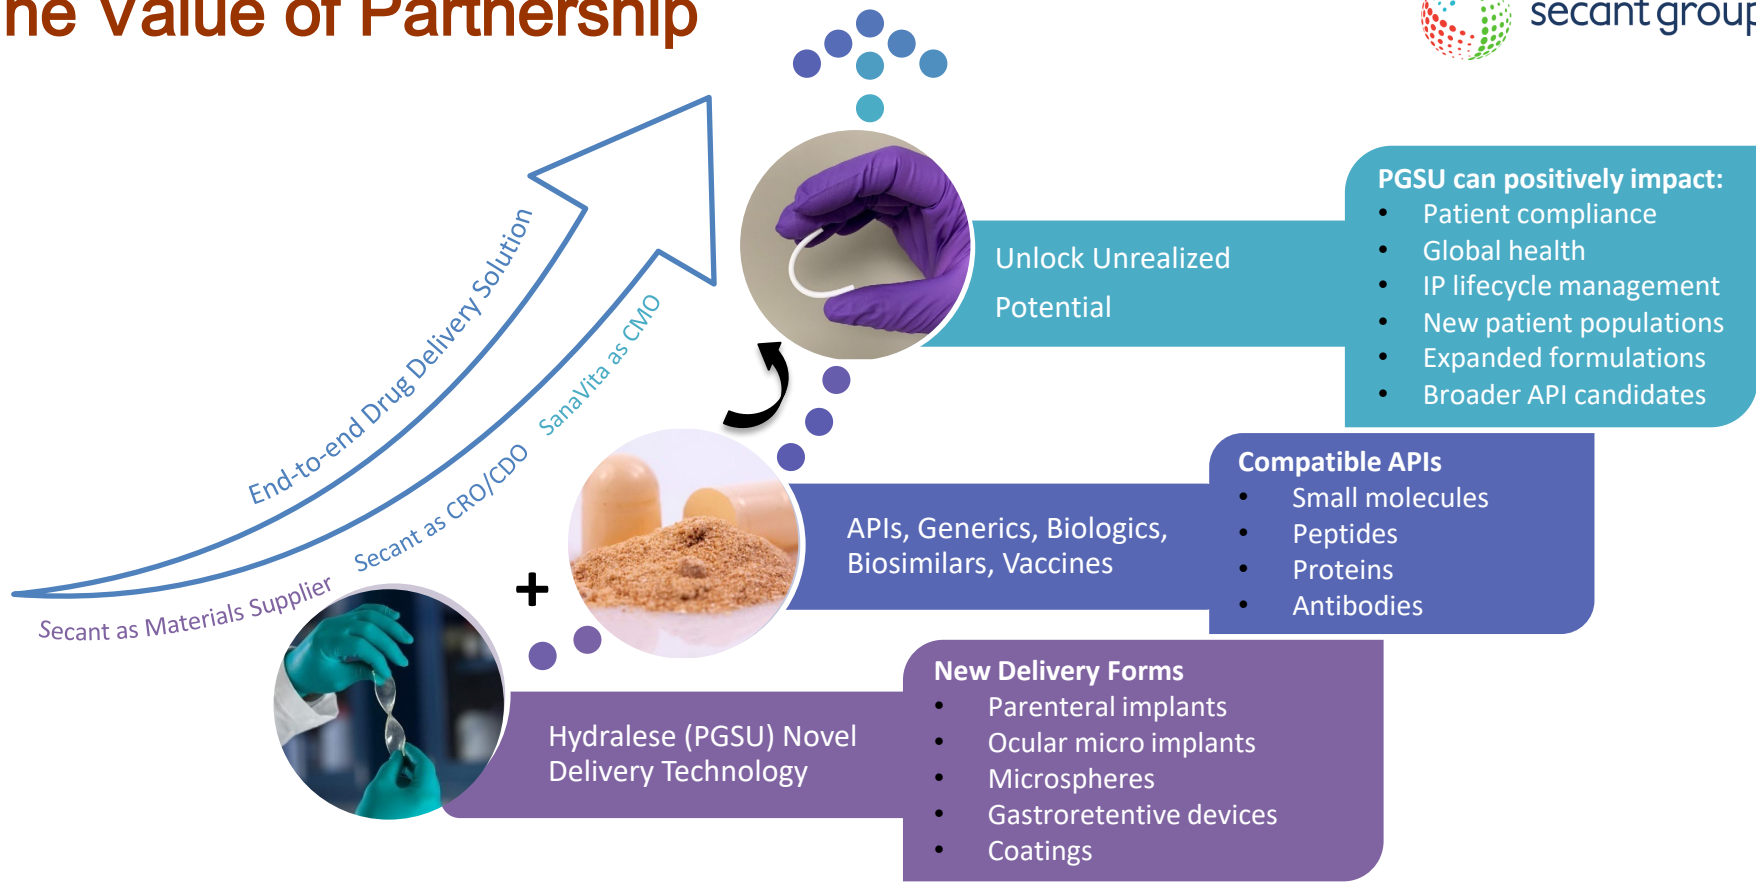 The Value of Partnership
secant group
End-to-end Drug Delivery Solution
SanaVita as CMO
Secant as CRO/CDO
Secant as Materials Supplier
Unlock Unrealized
Potential
PGSU can positively impact:
• Patient compliance
• Global health
• IP lifecycle management
• New patient populations
• Expanded formulations
• Broader API candidates
+
APIs, Generics, Biologics,
Biosimilars, Vaccines
Compatible APIs
• Small molecules
• Peptides
• Proteins
• Antibodies
Hydralese (PGSU) Novel
Delivery Technology
New Delivery Forms
• Parenteral implants
• Ocular micro implants
• Microspheres
• Gastroretentive devices
• Coatings